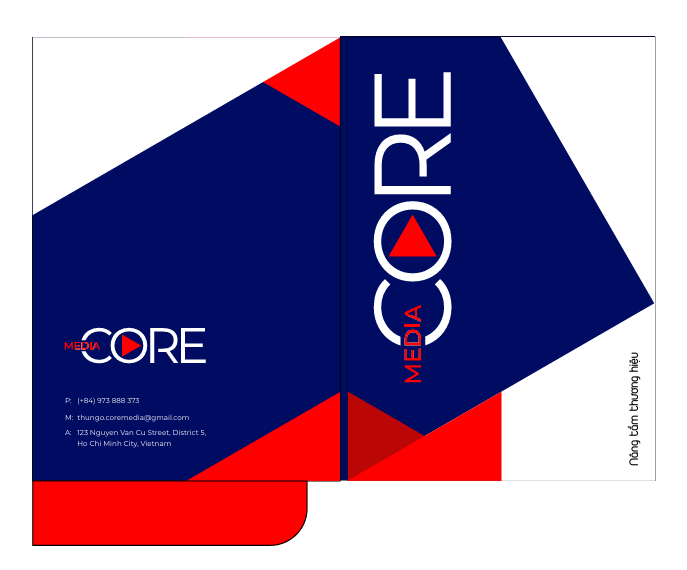 MEDIA CORE
P: (+84) 973 888 373
M: thungo.coremedia@gmail.com
A: 123 Nguyen Van Cu Street, District 5,
Ho Chi Minh City, Vietnam
MEDIA CORE
Nâng tầm thương hiệu